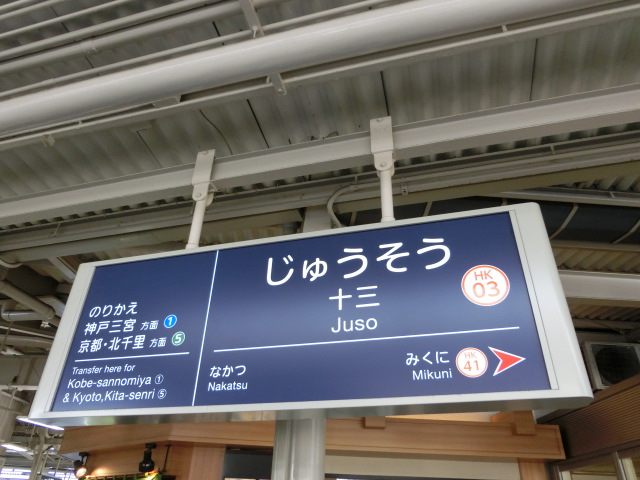 のりかえ
神戸三宮 方面 1
京都・北千里 方面 5
Transfer here for
Kobe-sannomiya ①
& Kyoto,Kita-senri ⑤
じゅうそう
十三
Juso
HK
03
なかつ
Nakatsu
みくに
Mikuni
HK
41